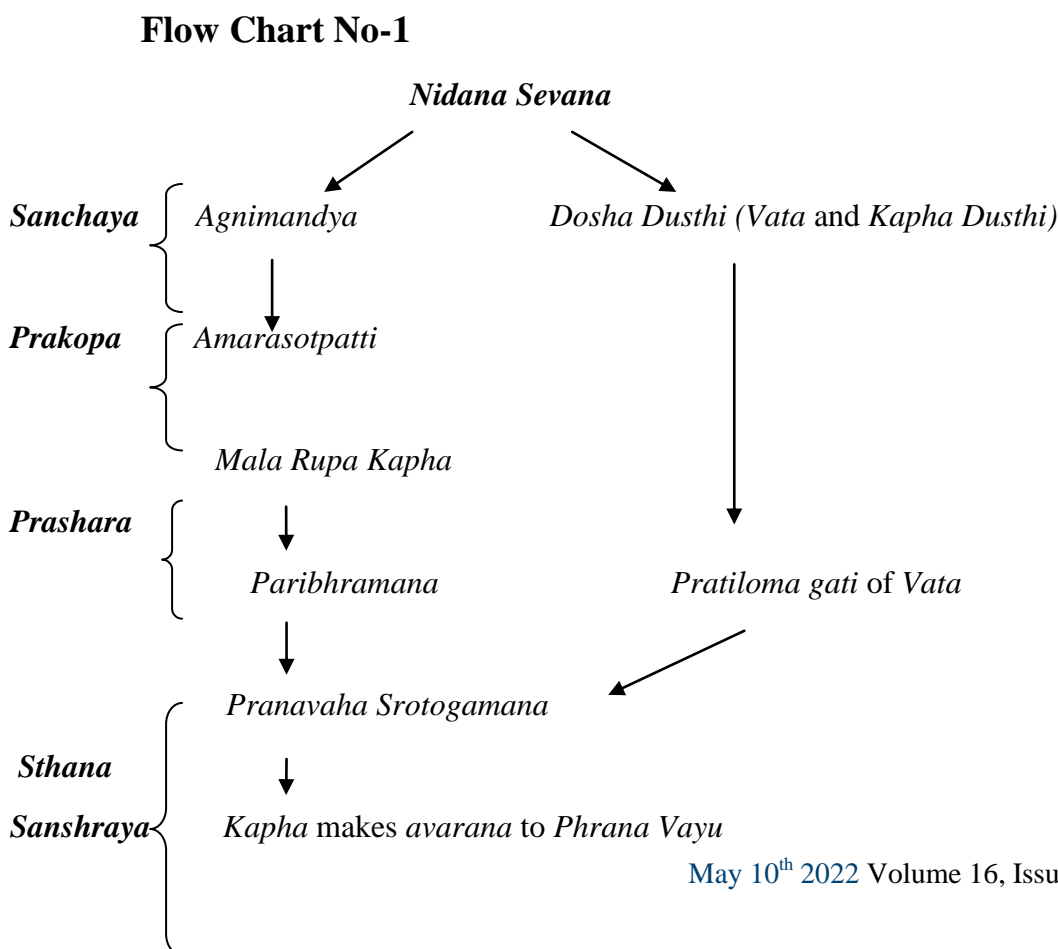 Flow Chart No-1
Nidana Sevana
Sanchaya Agnimandya Dosha Dusthi (Vata and Kapha Dusthi)
Prakopa Amarasotpatti
Mala Rupa Kapha
Prashara
Paribhramana Pratiloma gati of Vata
Pranavaha Srotogamana
Sthana
Sanshraya Kapha makes avarana to Phrana Vayu
May 10th 2022 Volume 16, Issu